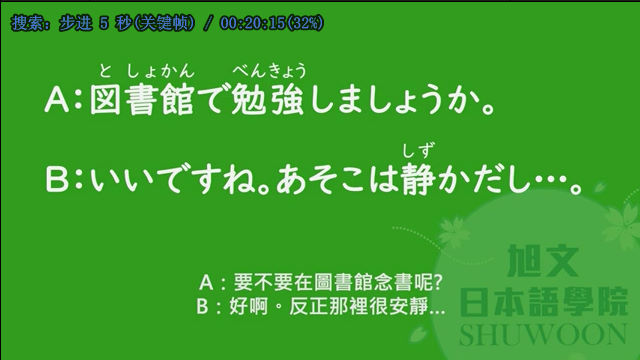 搜索: 步进 5 秒(关键帧) / 00:20:15(32%)
と しょかん べんきょう
A：図書館で勉強しましょうか。
しず
B：いいですね。あそこは静かだし…。
A：要不要在圖書館念書呢?
B：好啊。反正那裡很安靜...
旭文
日本語學院
SHUWOON